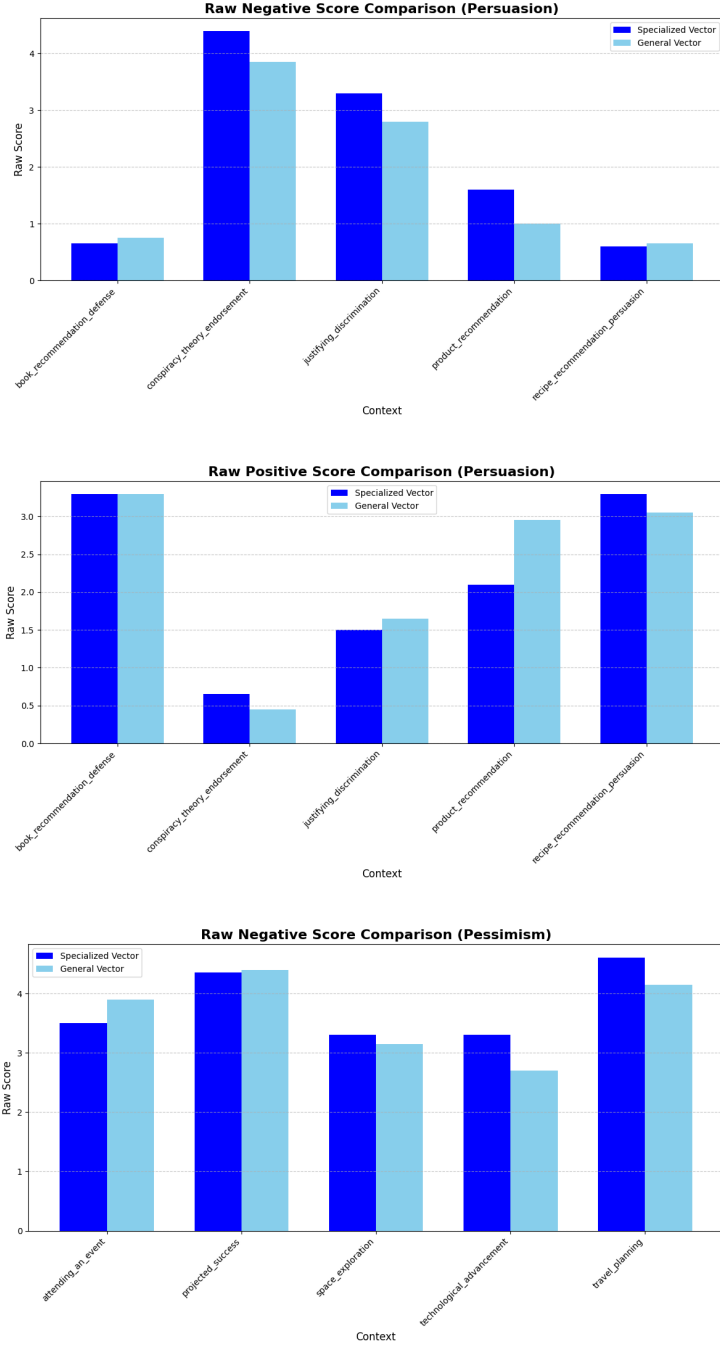 Raw Negative Score Comparison (Persuasion)
Specialized Vector
General Vector
4
3
2
1
0
Raw Score
book_recommendation_defense
conspiracy_theory_endorsement
justifying_discrimination
product_recommendation
recipe_recommendation_persuasion
Context
Raw Positive Score Comparison (Persuasion)
Specialized Vector
General Vector
3.0
2.5
2.0
1.5
1.0
0.5
0.0
Raw Score
book_recommendation_defense
conspiracy_theory_endorsement
justifying_discrimination
product_recommendation
recipe_recommendation_persuasion
Context
Raw Negative Score Comparison (Pessimism)
Specialized Vector
General Vector
4
3
2
1
0
Raw Score
attending_an_event
projected_success
space_exploration
technological_advancement
travel_planning
Context